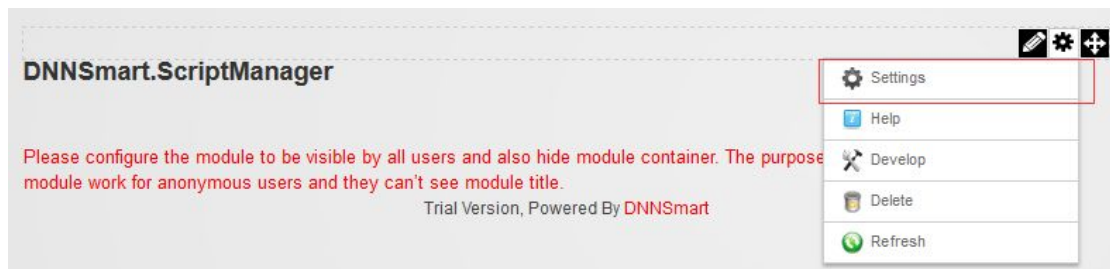 DNNSmart.ScriptManager
Settings
Help
Please configure the module to be visible by all users and also hide module container. The purpose
Develop
module work for anonymous users and they can't see module title.
Delete
Trial Version, Powered By DNNSmart
Refresh